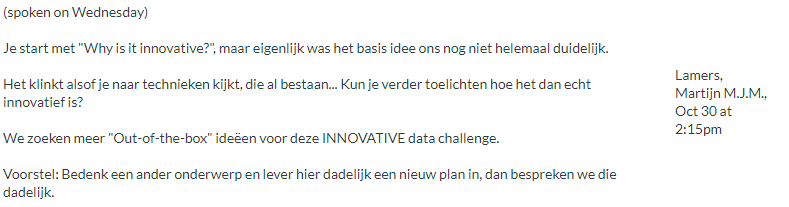 (spoken on Wednesday)
Je start met "Why is it innovative?", maar eigenlijk was het basis idee ons nog niet helemaal duidelijk.
Het klinkt alsof je naar technieken kijkt, die al bestaan... Kun je verder toelichten hoe het dan echt
innovatief is?
We zoeken meer "Out-of-the-box" ideëen voor deze INNOVATIVE data challenge.
Voorstel: Bedenk een ander onderwerp en lever hier dadelijk een nieuw plan in, dan bespreken we die
dadelijk.
Lamers,
Martijn M.J.M.,
Oct 30 at
2:15pm